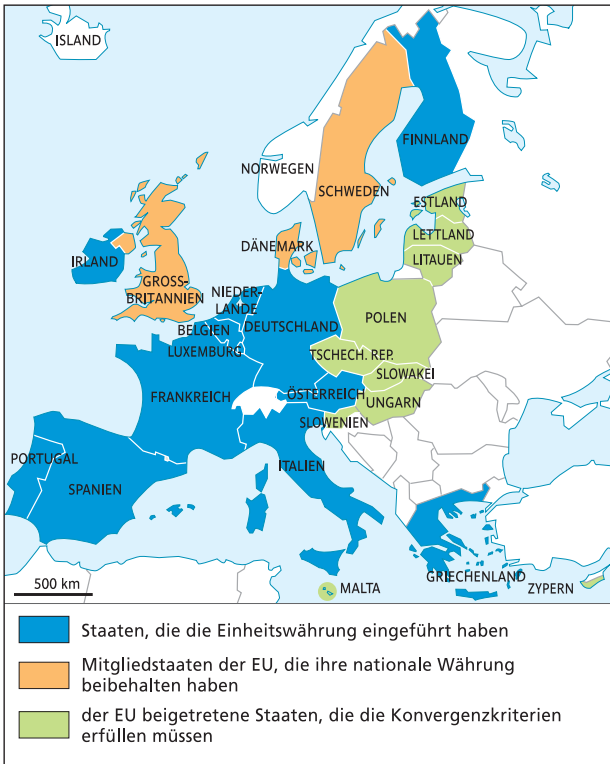 ISLAND
FINNLAND
NORWEGEN
SCHWEDEN
ESTLAND
LETTLAND
LITAUEN
DÄNEMARK
IRLAND
GROSS-
BRITANNIEN
NIEDER-
LANDE
BELGIEN
DEUTSCHLAND
POLEN
LUXEMBURG
TSCHECH. REP.
SLOWAKEI
FRANKREICH
ÖSTERREICH
UNGARN
SLOWENIEN
PORTUGAL
SPANIEN
ITALIEN
500 km
MALTA
GRIECHENLAND
ZYPERN
Staaten, die die Einheitswährung eingeführt haben
Mitgliedstaaten der EU, die ihre nationale Währung
beibehalten haben
der EU beigetretene Staaten, die die Konvergenzkriterien
erfüllen müssen